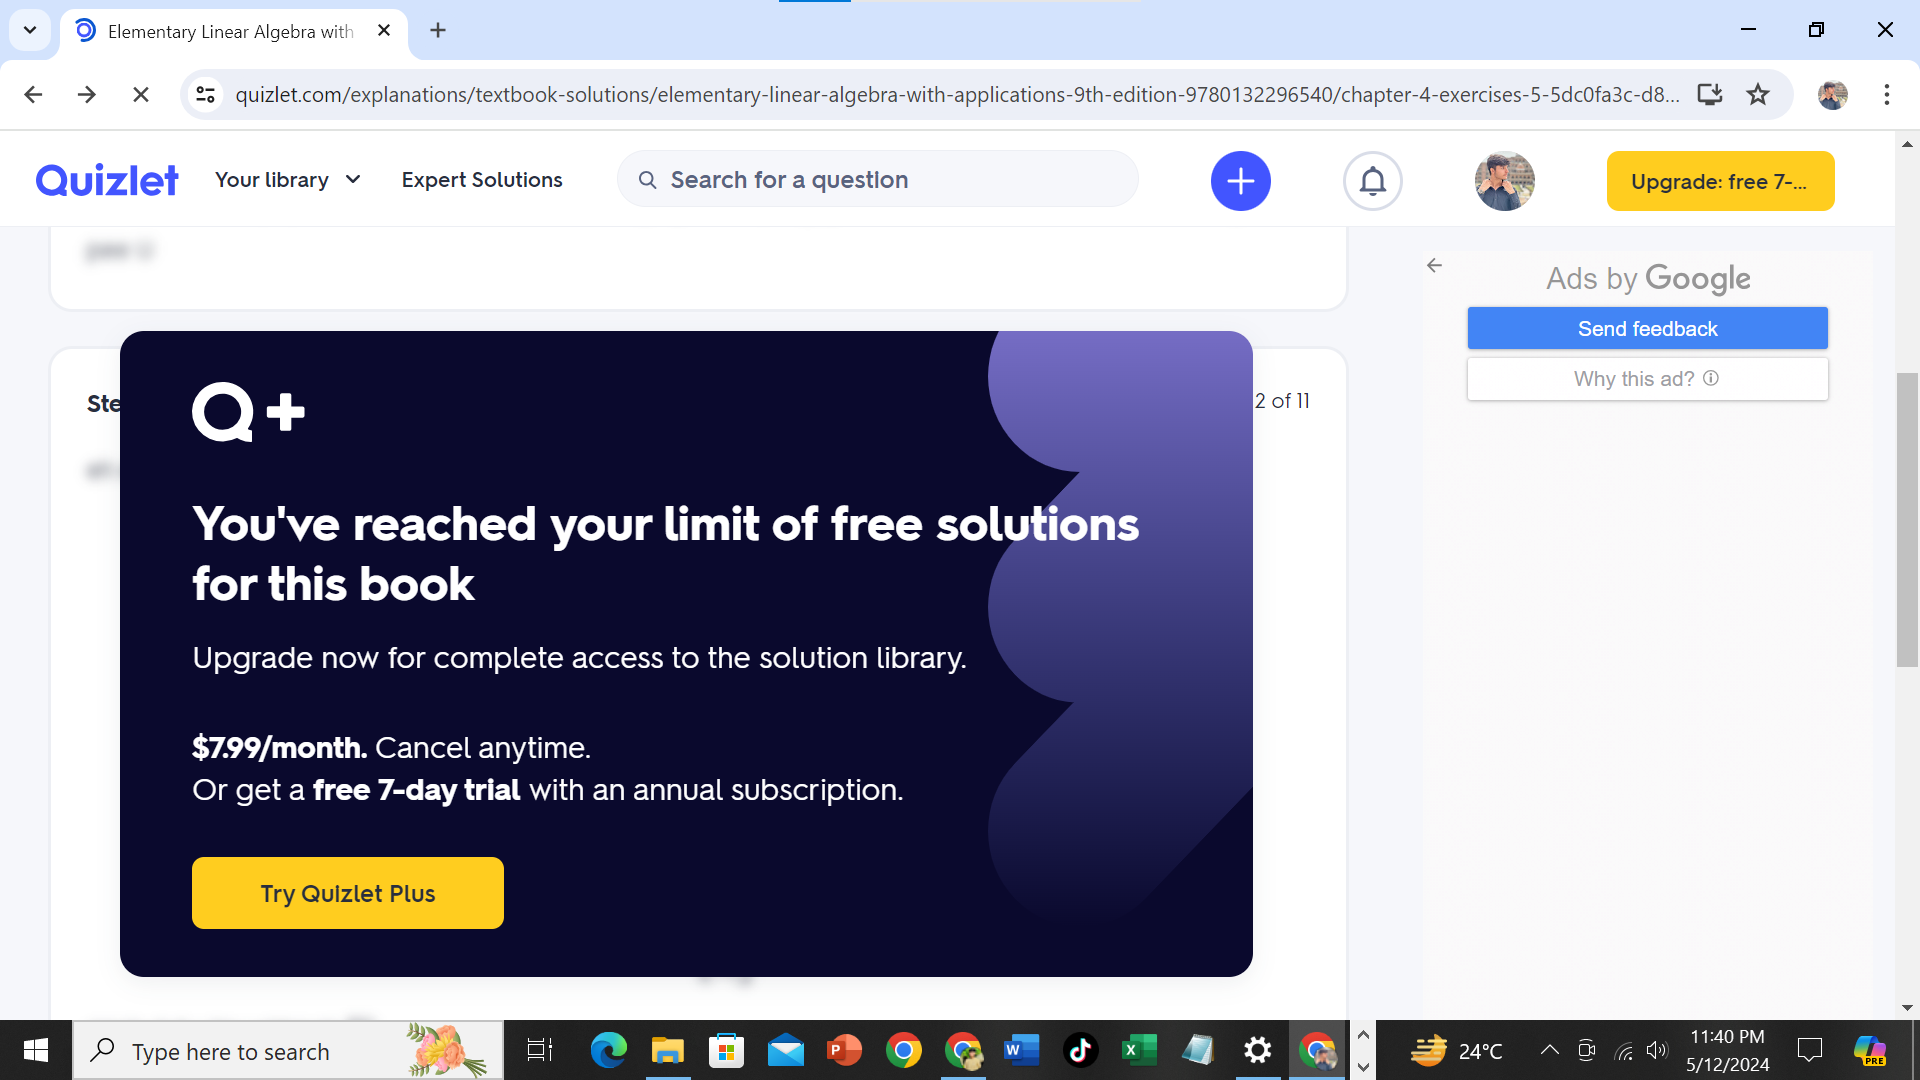 Elementary Linear Algebra with
quizlet.com/explanations/textbook-solutions/elementary-linear-algebra-with-applications-9th-edition-9780132296540/chapter-4-exercises-5-5dc0fa3c-d8...
Quizlet
Your library
Expert Solutions
Search for a question
Upgrade: free 7-...
Ads by Google
Send feedback
Why this ad?
Ste
2 of 11
Q+
You've reached your limit of free solutions
for this book
Upgrade now for complete access to the solution library.
$7.99/month. Cancel anytime.
Or get a free 7-day trial with an annual subscription.
Try Quizlet Plus
Type here to search
24°C
11:40 PM
5/12/2024
PRE